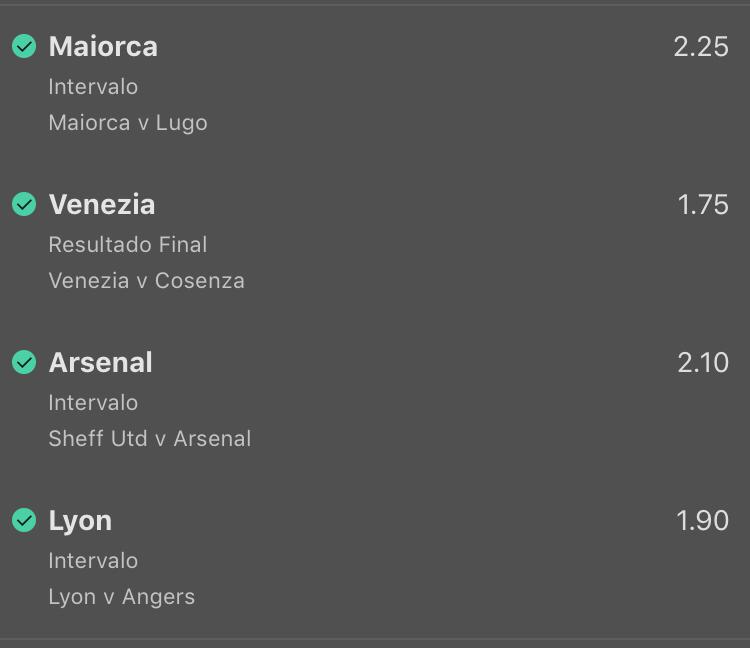 Maiorca 2.25
Intervalo
Maiorca v Lugo
Venezia 1.75
Resultado Final
Venezia v Cosenza
Arsenal 2.10
Intervalo
Sheff Utd v Arsenal
Lyon 1.90
Intervalo
Lyon v Angers